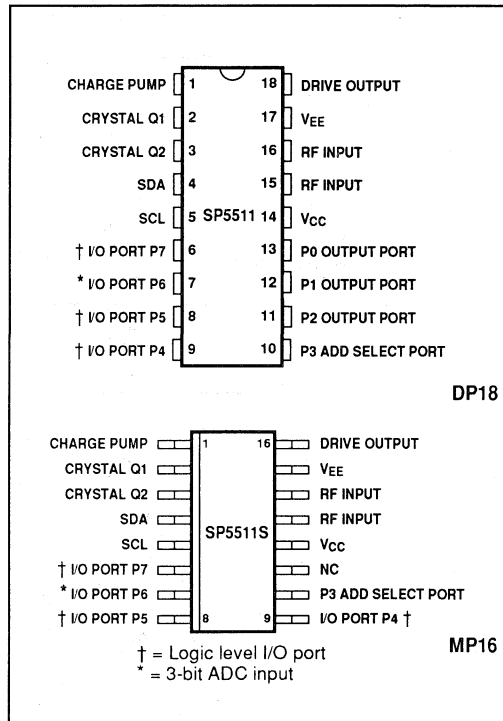 CHARGE PUMP 1 18 DRIVE OUTPUT
CRYSTAL Q1 2 17 VEE
CRYSTAL Q2 3 16 RF INPUT
SDA 4 15 RF INPUT
SCL 5 SP5511 14 VCC
† I/O PORT P7 6 13 P0 OUTPUT PORT
* I/O PORT P6 7 12 P1 OUTPUT PORT
† I/O PORT P5 8 11 P2 OUTPUT PORT
† I/O PORT P4 9 10 P3 ADD SELECT PORT
DP18
CHARGE PUMP 1 16 DRIVE OUTPUT
CRYSTAL Q1 VEE
CRYSTAL Q2 RF INPUT
SDA RF INPUT
SP5511S
SCL VCC
† I/O PORT P7 NC
* I/O PORT P6 P3 ADD SELECT PORT
† I/O PORT P5 8 9 I/O PORT P4 †
MP16
† = Logic level I/O port
* = 3-bit ADC input